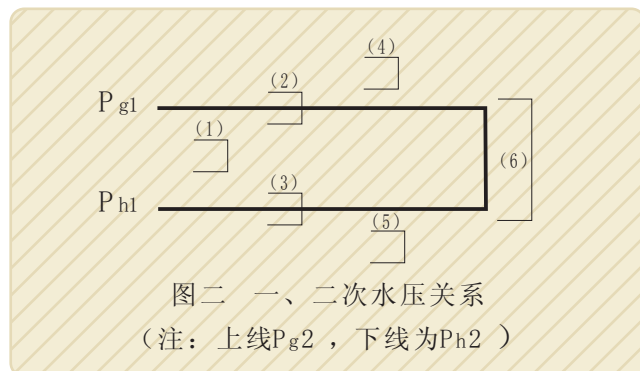 (4)
(2)
Pg1
(1)
(6)
(3)
Ph1
(5)
图二 一、二次水压关系
（注：上线Pg2 ，下线为Ph2 ）